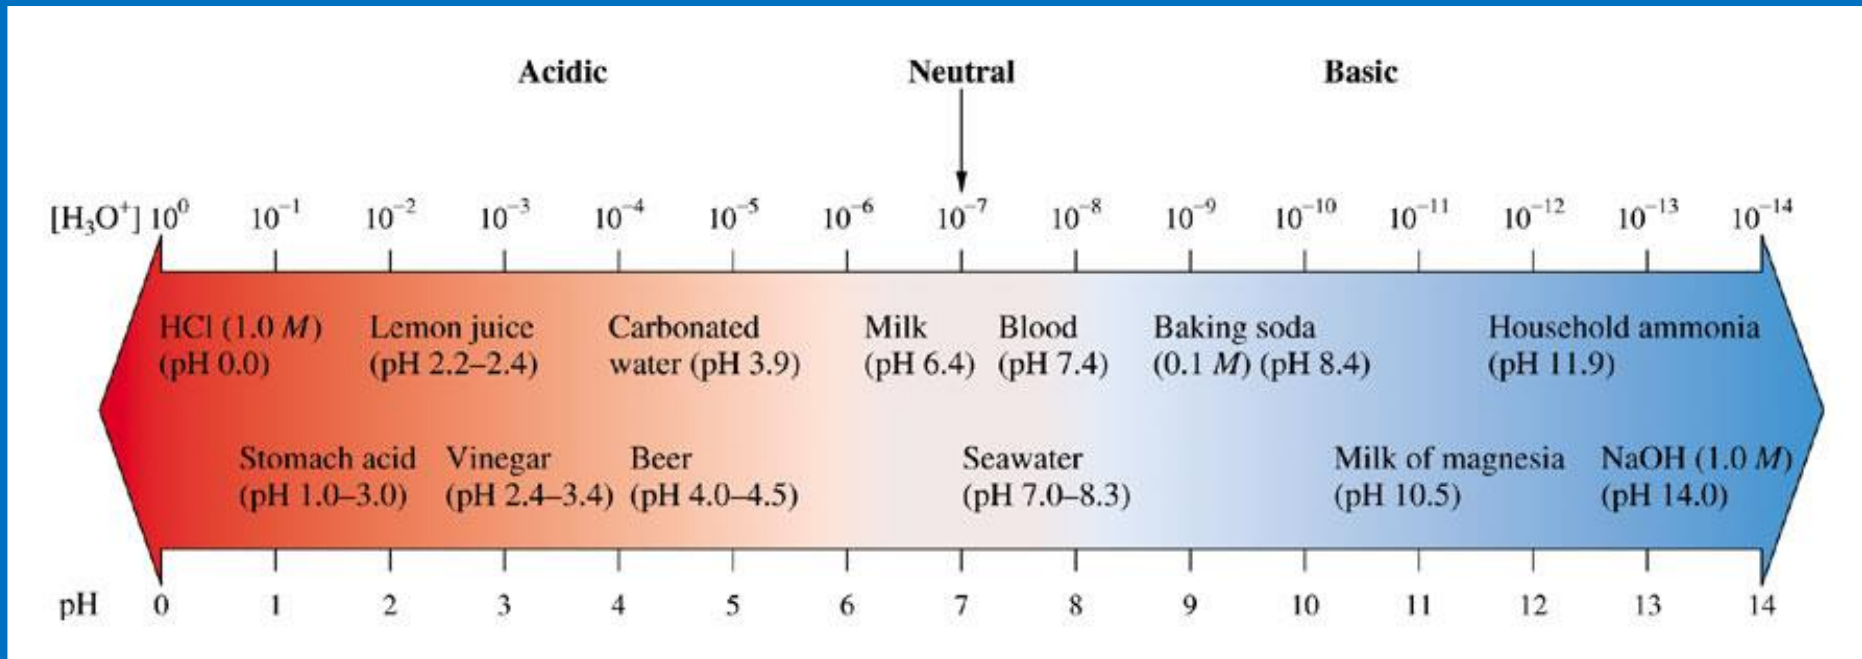 Acidic Neutral Basic
[H₃O⁺] 10⁰ 10⁻¹ 10⁻² 10⁻³ 10⁻⁴ 10⁻⁵ 10⁻⁶ 10⁻⁷ 10⁻⁸ 10⁻⁹ 10⁻¹⁰ 10⁻¹¹ 10⁻¹² 10⁻¹³ 10⁻¹⁴
HCl (1.0 M) Lemon juice Carbonated Milk Blood Baking soda Household ammonia
(pH 0.0) (pH 2.2–2.4) water (pH 3.9) (pH 6.4) (pH 7.4) (0.1 M) (pH 8.4) (pH 11.9)
Stomach acid Vinegar Beer Seawater Milk of magnesia NaOH (1.0 M)
(pH 1.0–3.0) (pH 2.4–3.4) (pH 4.0–4.5) (pH 7.0–8.3) (pH 10.5) (pH 14.0)
pH 0 1 2 3 4 5 6 7 8 9 10 11 12 13 14